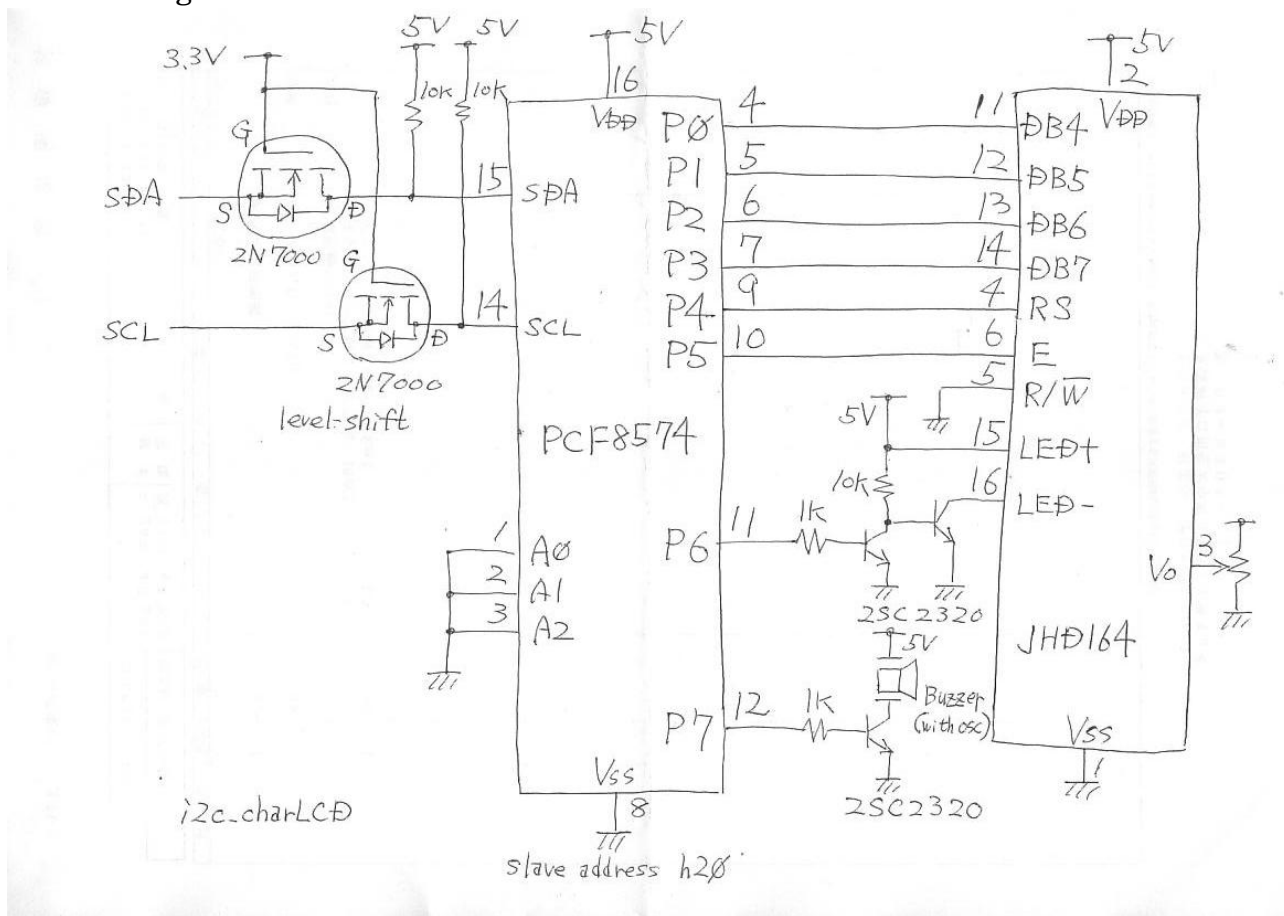 5V 5V 5V 5V
3.3V
10k 10k 16 2
VDD VDD
G
P0 4 11 DB4
P1 5 12 DB5
SDA 15 SDA
S D
P2 6 13 DB6
2N7000 G
P3 7 14 DB7
P4 9 4 RS
SCL 14 SCL
S D
P5 10 6 E
5 R/W̅
2N7000
level-shift
5V
PCF8574
15 LED+
10k
16 LED-
1 A0
P6 11 1K
2 A1
3 Vo
3 A2
2SC2320
5V
JHD164
Buzzer
(with osc)
P7 12 1K
Vss
1
Vss
8
2SC2320
i2c_charLCD
slave address h20